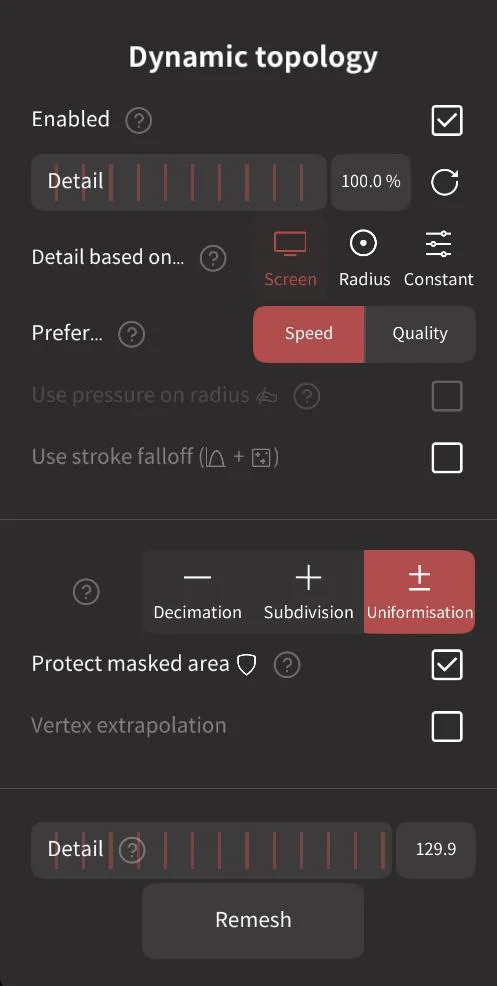 Dynamic topology
Enabled ?
Detail 100.0 %
Detail based on... ? Screen Radius Constant
Prefer... ? Speed Quality
Use pressure on radius ?
Use stroke falloff ( + )
? Decimation Subdivision Uniformisation
Protect masked area ?
Vertex extrapolation
Detail ? 129.9
Remesh